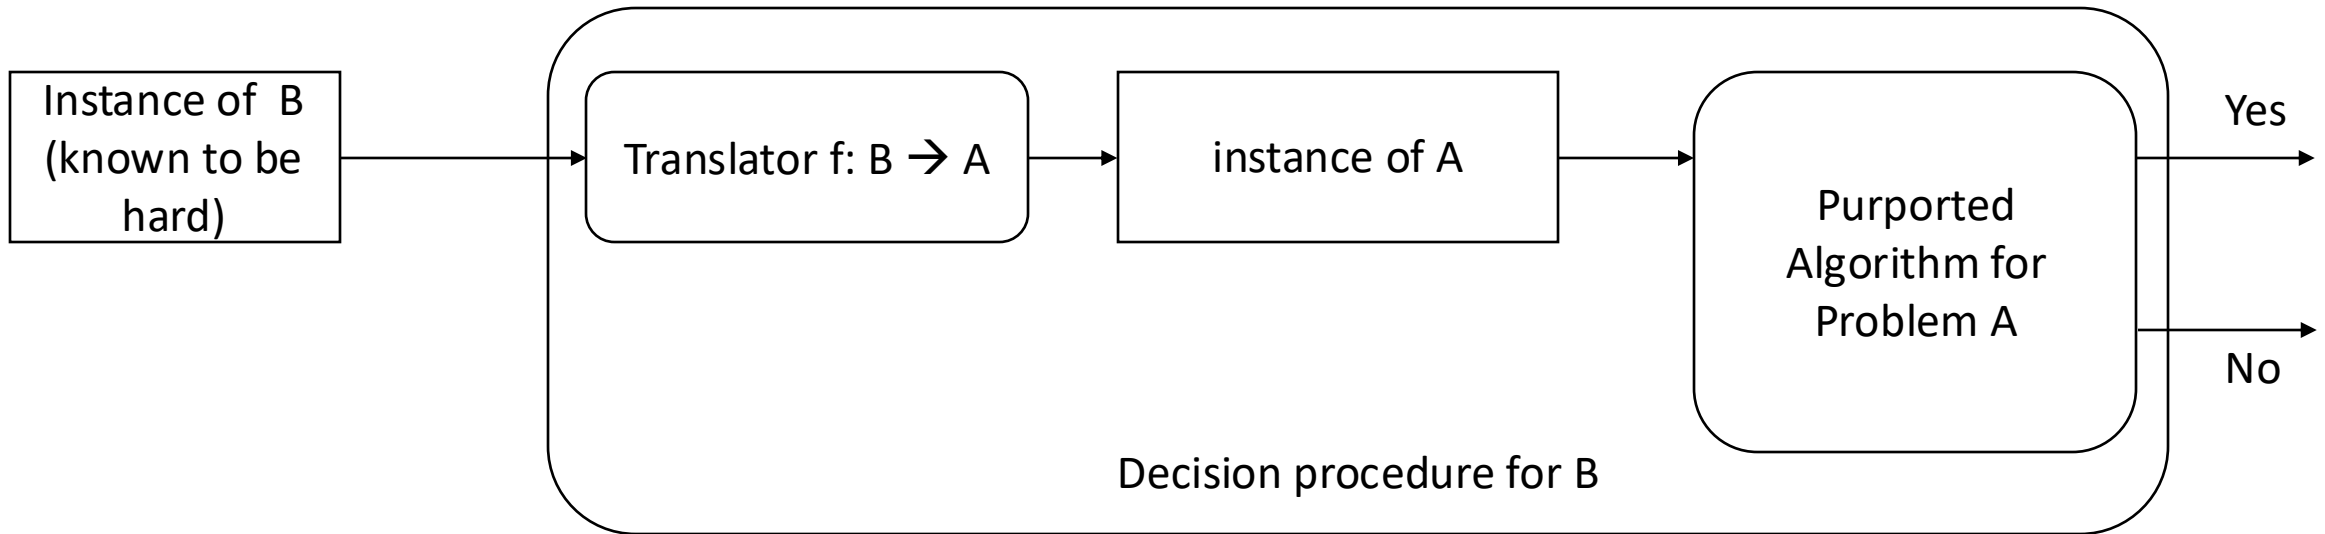 Instance of B
(known to be
hard)
Translator f: B → A
instance of A
Purported
Algorithm for
Problem A
Yes
No
Decision procedure for B